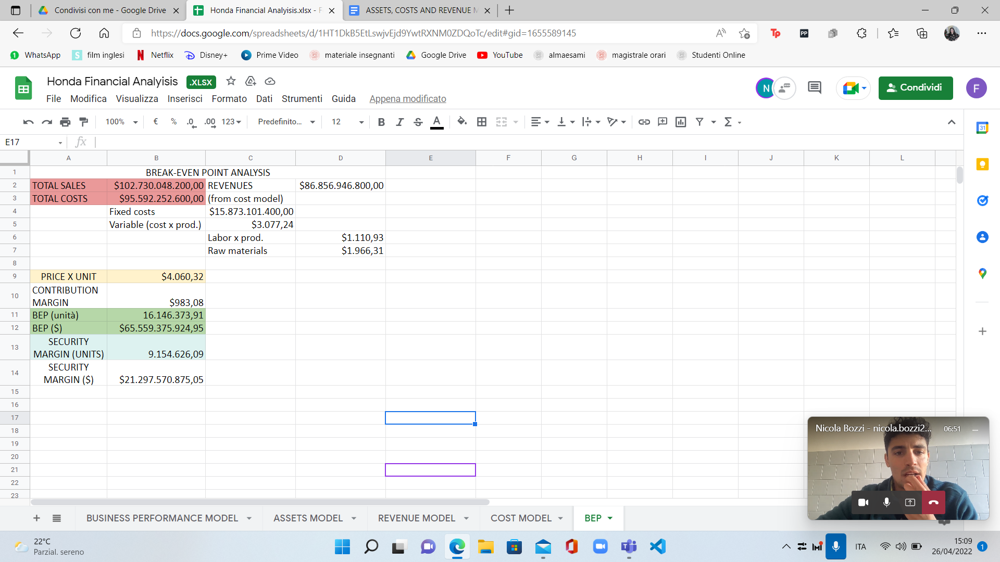 Condivisi con me - Google Drive
Honda Financial Analyisis.xlsx - F
ASSETS, COSTS AND REVENUE M
https://docs.google.com/spreadsheets/d/1HT1DkB5EtLswjvEjd9YwtRXNM0ZDQoTc/edit#gid=1655589145
WhatsApp film inglesi Netflix Disney+ Prime Video materiale insegnanti Google Drive YouTube almaesami magistrale orari Studenti Online
Honda Financial Analyisis .XLSX
File Modifica Visualizza Inserisci Formato Dati Strumenti Guida Appena modificato
N
Condividi
F
100% € % .0 .00 123 Predefinito... 12 B I S A
E17 fx
A B C D E F G H I J K L
1 BREAK-EVEN POINT ANALYSIS
2 TOTAL SALES $102.730.048.200,00 REVENUES $86.856.946.800,00
3 TOTAL COSTS $95.592.252.600,00 (from cost model)
4 Fixed costs $15.873.101.400,00
5 Variable (cost x prod.) $3.077,24
6 Labor x prod. $1.110,93
7 Raw materials $1.966,31
8
9 PRICE X UNIT $4.060,32
CONTRIBUTION
10 MARGIN $983,08
11 BEP (unità) 16.146.373,91
12 BEP ($) $65.559.375.924,95
SECURITY
13 MARGIN (UNITS) 9.154.626,09
SECURITY
14 MARGIN ($) $21.297.570.875,05
15
16
17
18
19
20
21
22
23
Nicola Bozzi - nicola.bozzi2... 06:51
BUSINESS PERFORMANCE MODEL ASSETS MODEL REVENUE MODEL COST MODEL BEP
22°C
Parzial. sereno
ITA
15:09
26/04/2022
1